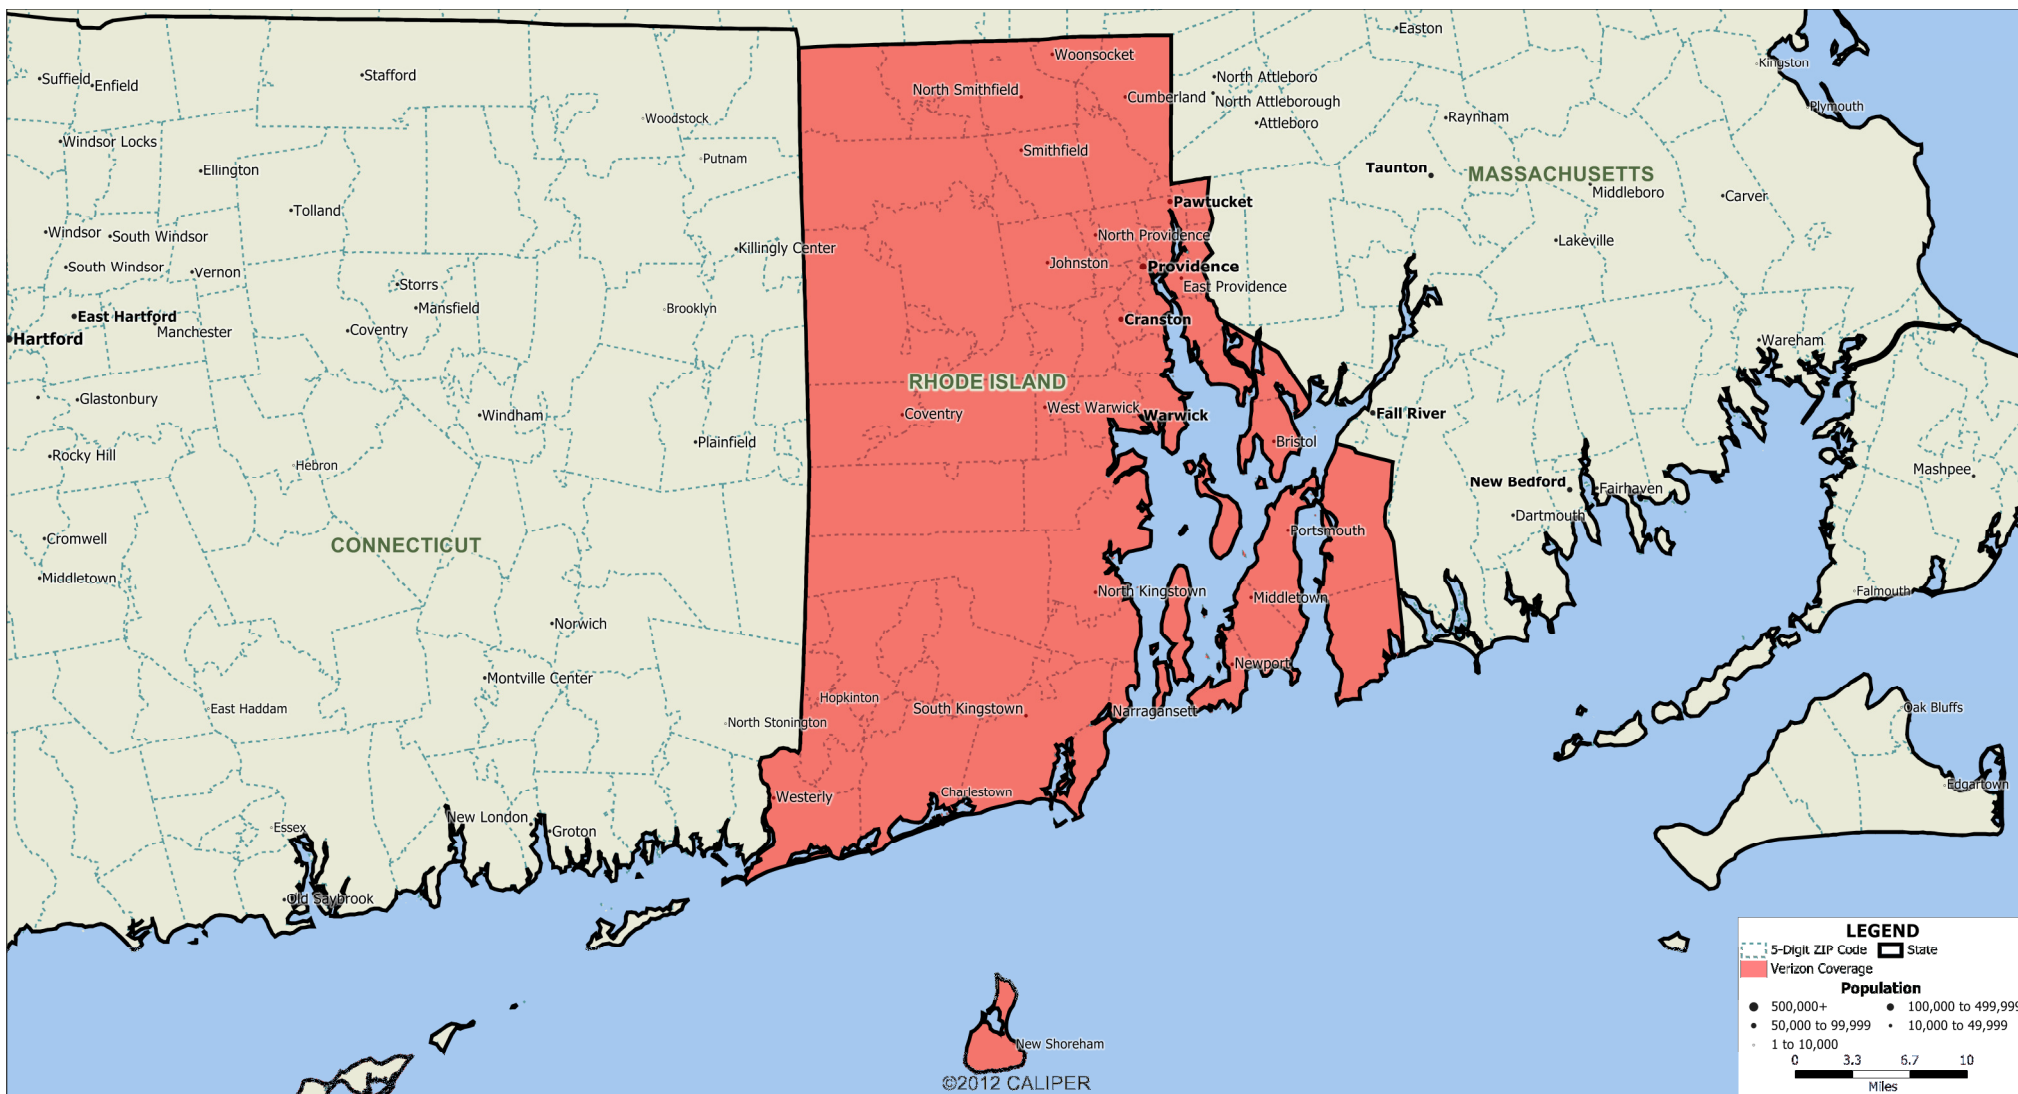 Easton
Kingston
Woonsocket
Suffield
Enfield
Stafford
North Attleboro
North Smithfield
Cumberland
North Attleborough
Plymouth
Woodstock
Attleboro
Raynham
Windsor Locks
Smithfield
Putnam
Ellington
Taunton
MASSACHUSETTS
Middleboro
Carver
Tolland
Pawtucket
Windsor
South Windsor
North Providence
Lakeville
Killingly Center
South Windsor
Vernon
Johnston
Providence
Storrs
East Providence
Mansfield
Brooklyn
East Hartford
Manchester
Coventry
Cranston
Hartford
Wareham
RHODE ISLAND
Glastonbury
Windham
Coventry
West Warwick
Warwick
Fall River
Plainfield
Bristol
Rocky Hill
Hebron
Mashpee
New Bedford
Fairhaven
Dartmouth
Portsmouth
Cromwell
CONNECTICUT
Middletown
North Kingstown
Middletown
Falmouth
Norwich
Newport
Montville Center
Hopkinton
East Haddam
South Kingstown
Narragansett
Oak Bluffs
North Stonington
Edgartown
Westerly
Charlestown
New London
Groton
Essex
Old Saybrook
New Shoreham
©2012 CALIPER
LEGEND
5-Digit ZIP Code State
Verizon Coverage
Population
500,000+ 100,000 to 499,999
50,000 to 99,999 10,000 to 49,999
1 to 10,000
0 3.3 6.7 10
Miles